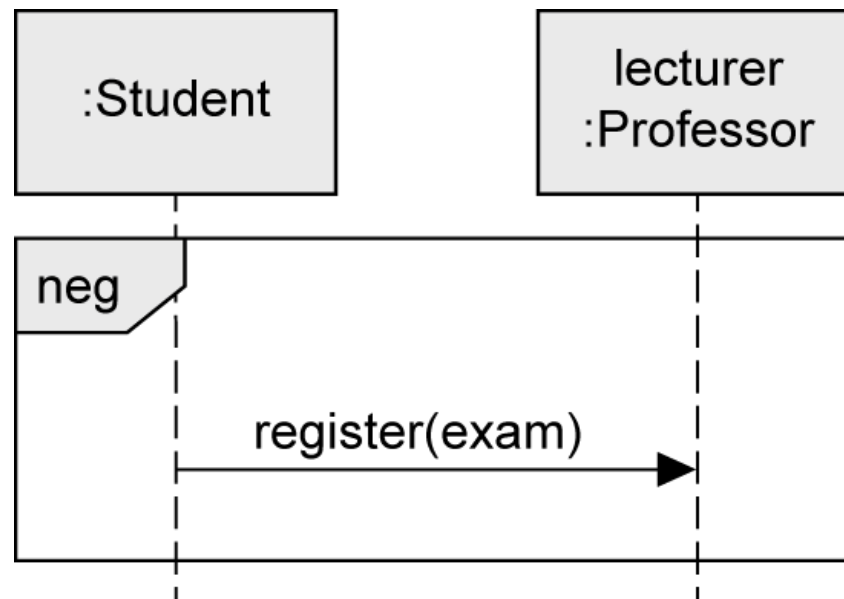 :Student
lecturer
:Professor
neg
register(exam)